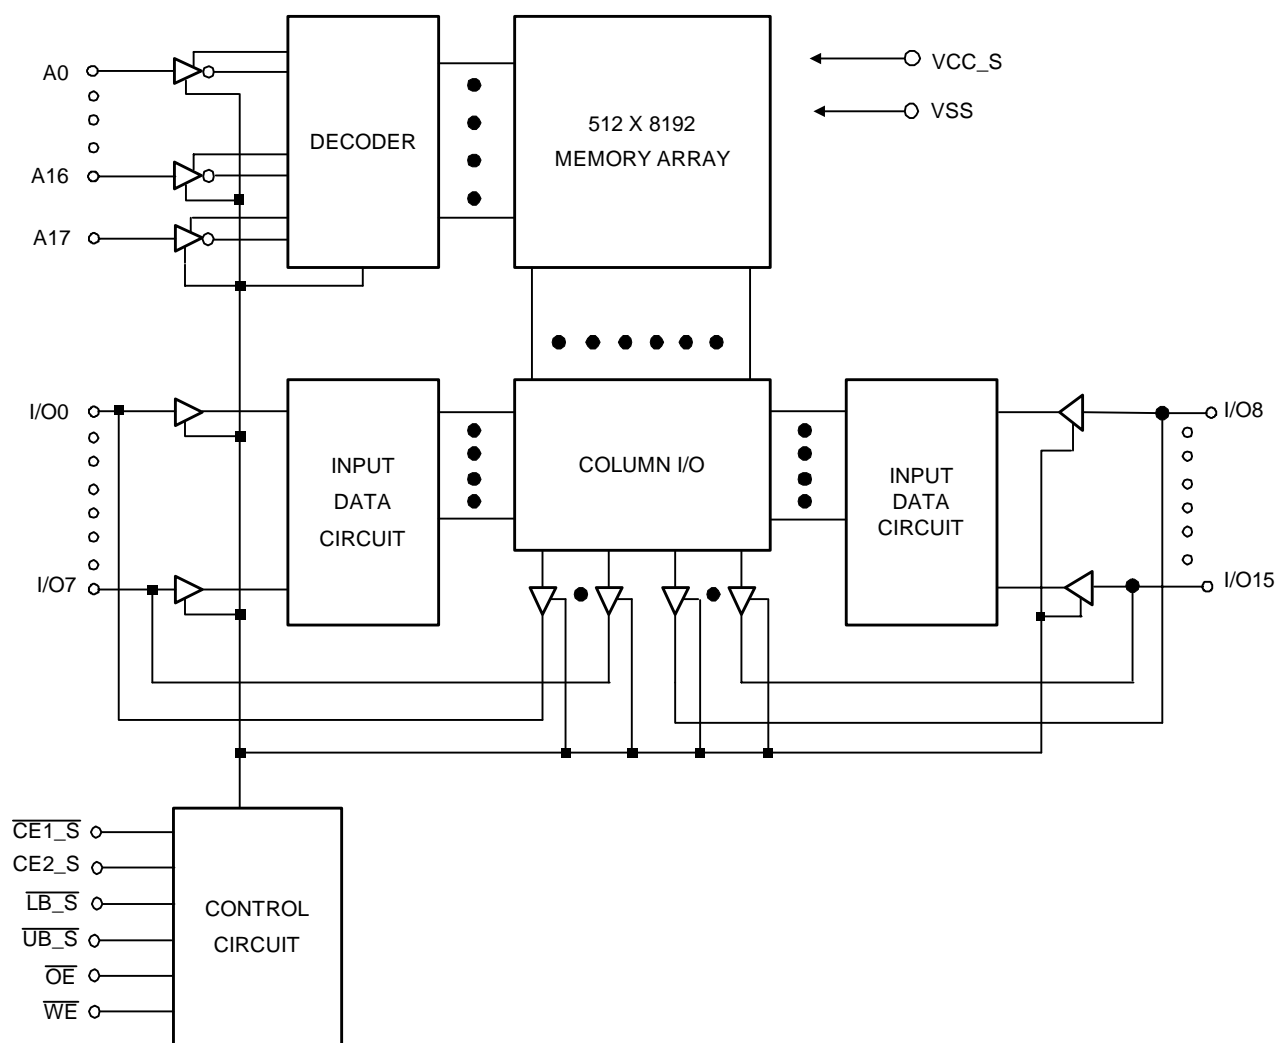 A0
A16
A17
DECODER
512 X 8192
MEMORY ARRAY
VCC_S
VSS
I/O0
I/O7
INPUT
DATA
CIRCUIT
COLUMN I/O
INPUT
DATA
CIRCUIT
I/O8
I/O15
CE1_S
CE2_S
LB_S
UB_S
OE
WE
CONTROL
CIRCUIT